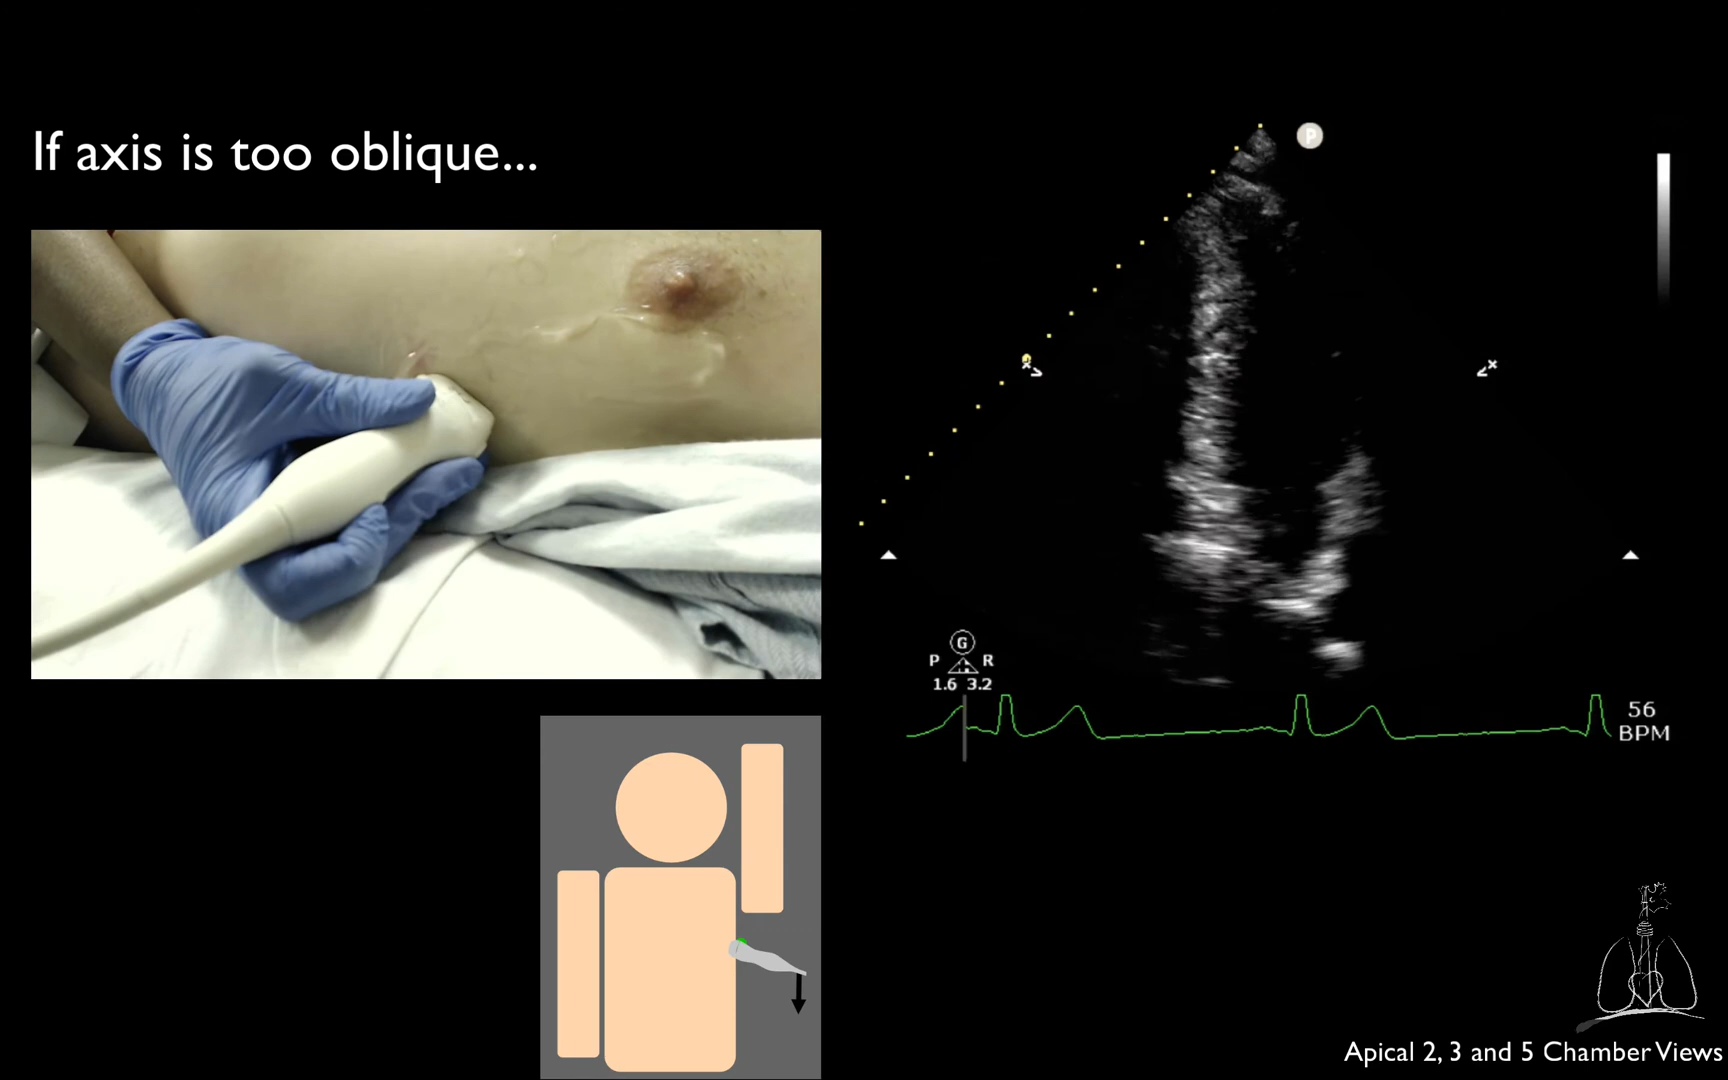 If axis is too oblique...
P
G
P R
1.6 3.2
56
BPM
Apical 2, 3 and 5 Chamber Views